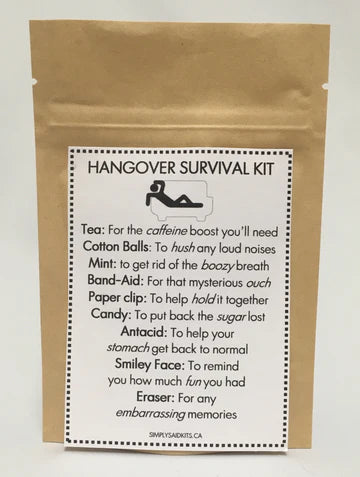 HANGOVER SURVIVAL KIT
Tea: For the caffeine boost you'll need
Cotton Balls: To hush any loud noises
Mint: to get rid of the boozy breath
Band-Aid: For that mysterious ouch
Paper clip: To help hold it together
Candy: To put back the sugar lost
Antacid: To help your
stomach get back to normal
Smiley Face: To remind
you how much fun you had
Eraser: For any
embarrassing memories
SIMPLYSAIDKITS.CA